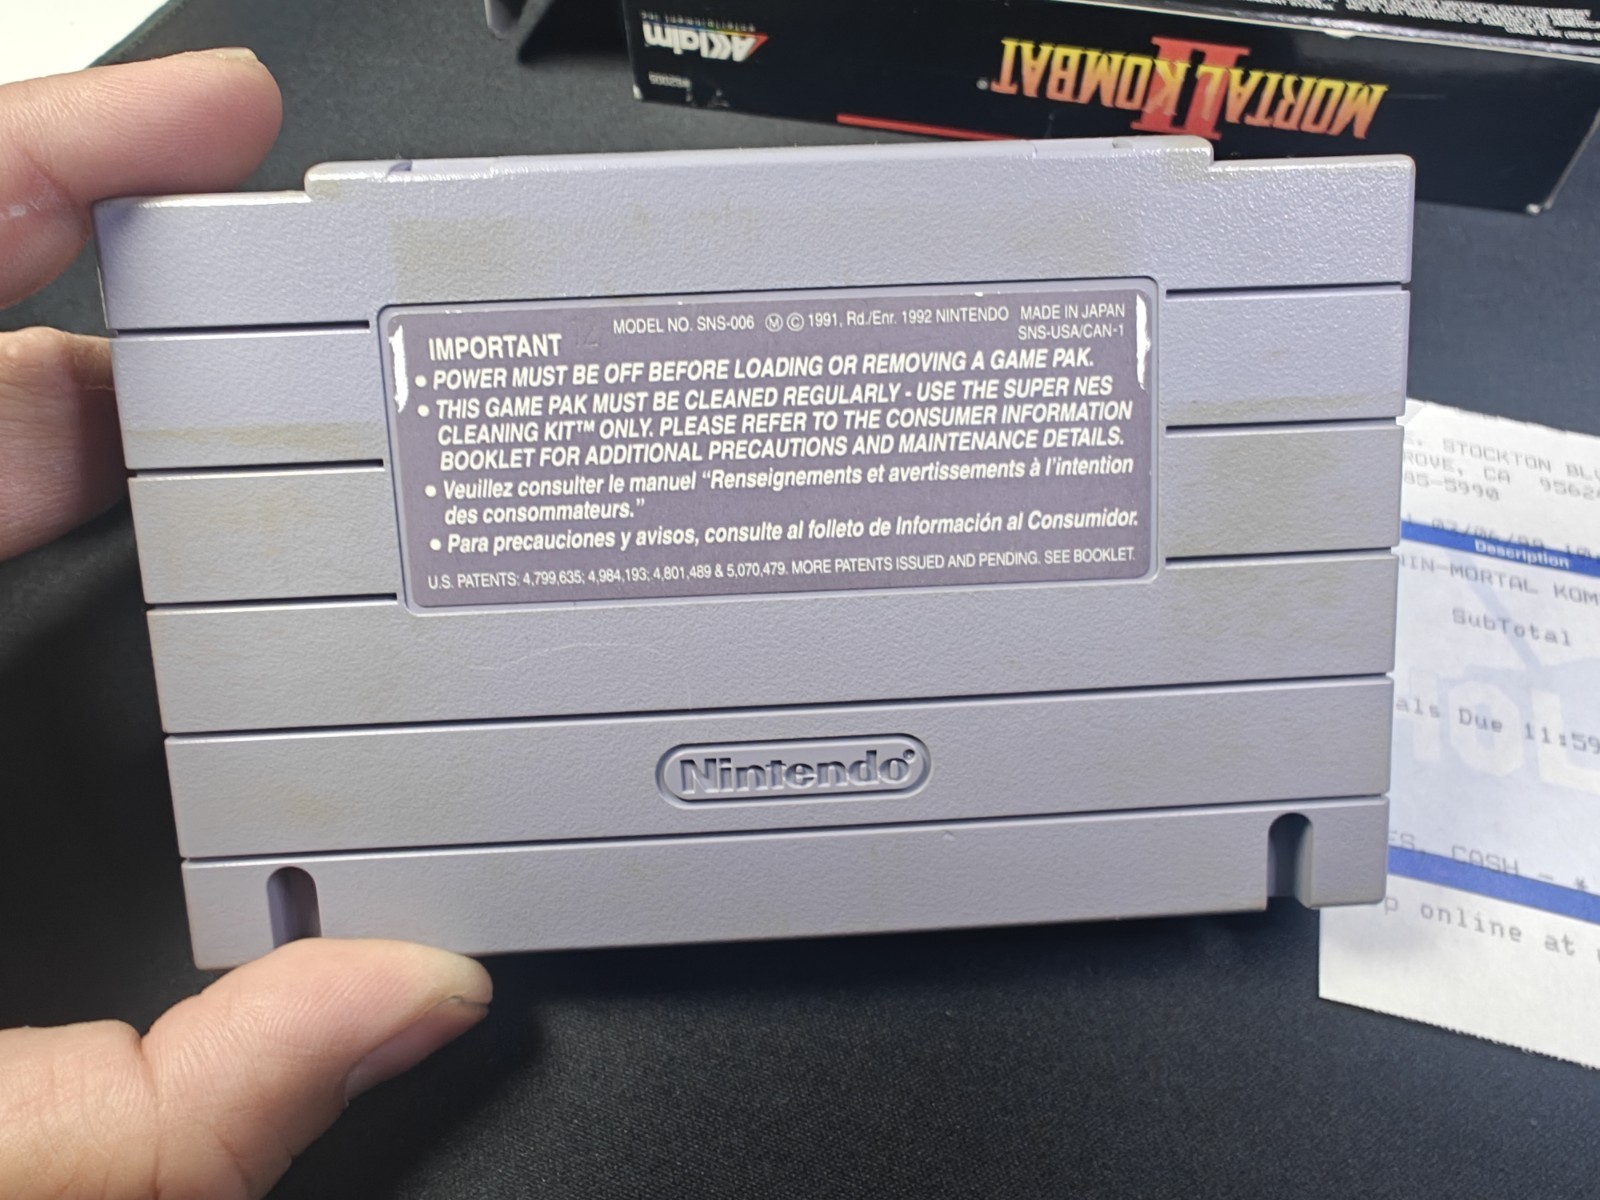 AKlaim
entertainment inc.
MORTAL KOMBAT
II
IMPORTANT
MODEL NO. SNS-006 Ⓜ © 1991, Rd./Enr. 1992 NINTENDO MADE IN JAPAN
SNS-USA/CAN-1
• POWER MUST BE OFF BEFORE LOADING OR REMOVING A GAME PAK.
• THIS GAME PAK MUST BE CLEANED REGULARLY - USE THE SUPER NES
CLEANING KIT™ ONLY. PLEASE REFER TO THE CONSUMER INFORMATION
BOOKLET FOR ADDITIONAL PRECAUTIONS AND MAINTENANCE DETAILS.
• Veuillez consulter le manuel “Renseignements et avertissements à l’intention
des consommateurs.”
• Para precauciones y avisos, consulte al folleto de Información al Consumidor.
U.S. PATENTS: 4,799,635; 4,984,193; 4,801,489 & 5,070,479. MORE PATENTS ISSUED AND PENDING. SEE BOOKLET.
Nintendo
STOCKTON
CA
85-5990
Description
MORTAL
SubTotal
Due 11:59
CASH - *
online at